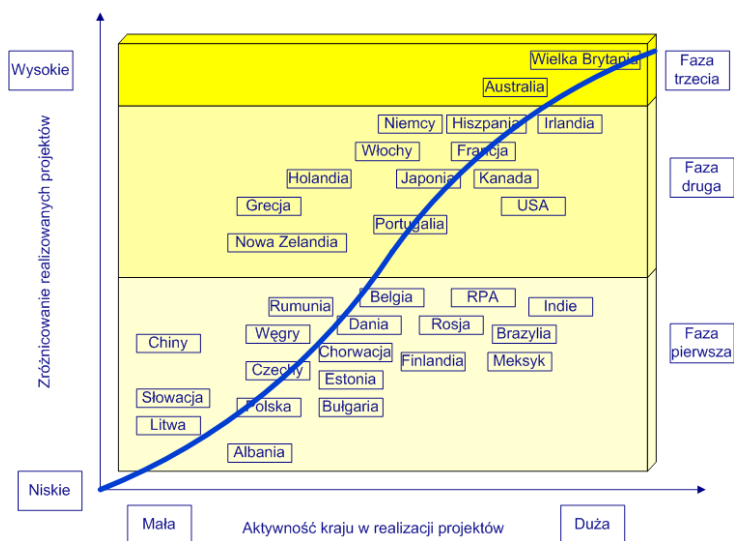 Wysokie
Wielka Brytania
Faza
trzecia
Australia
Niemcy
Hiszpania
Irlandia
Włochy
Francja
Holandia
Japonia
Kanada
Faza
druga
Grecja
USA
Portugalia
Nowa Zelandia
Zróżnicowanie realizowanych projektów
Belgia
RPA
Rumunia
Indie
Dania
Rosja
Węgry
Brazylia
Chiny
Faza
pierwsza
Chorwacja
Finlandia
Meksyk
Czechy
Estonia
Słowacja
Polska
Bułgaria
Litwa
Albania
Niskie
Mała
Aktywność kraju w realizacji projektów
Duża